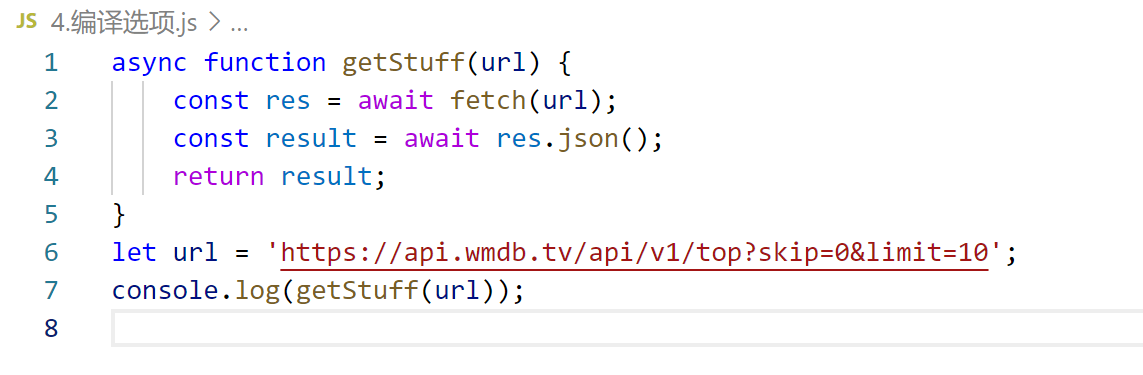 JS 4.编译选项.js > ...
1 async function getStuff(url) {
2 const res = await fetch(url);
3 const result = await res.json();
4 return result;
5 }
6 let url = 'https://api.wmdb.tv/api/v1/top?skip=0&limit=10';
7 console.log(getStuff(url));
8